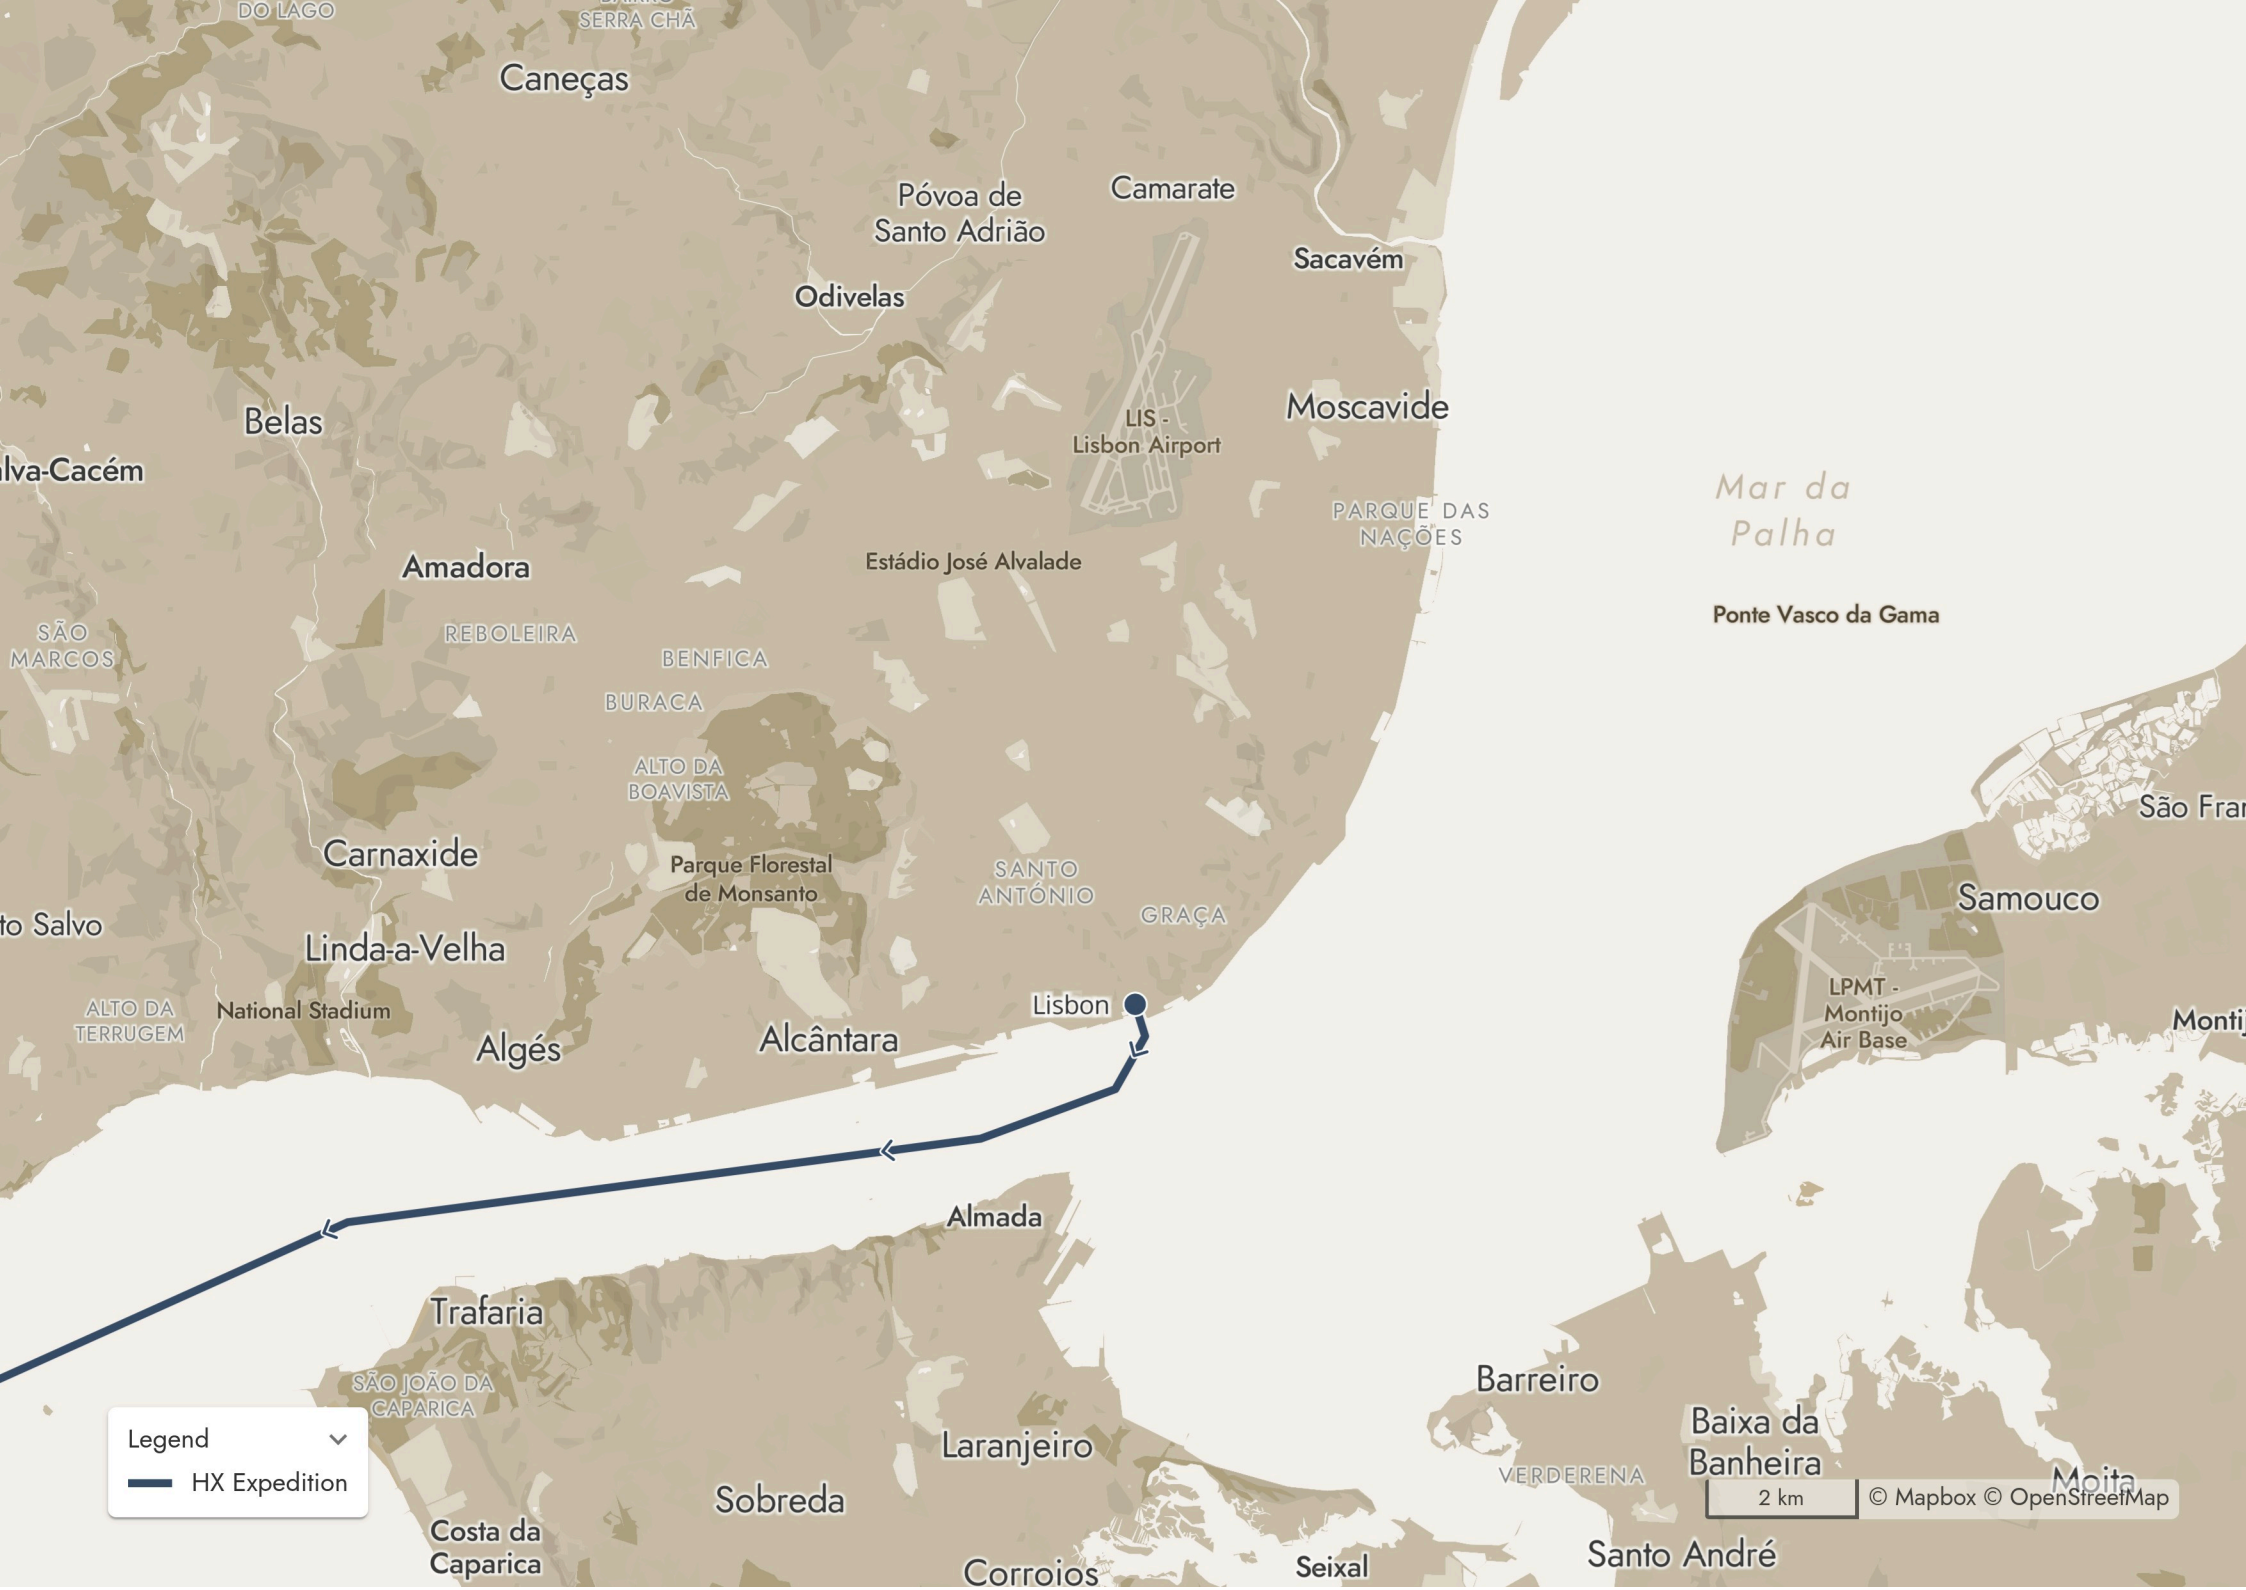 DO LAGO
SERRA CHÃ
Caneças
Póvoa de
Santo Adrião
Camarate
Sacavém
Odivelas
Belas
LIS -
Lisbon Airport
Moscavide
lva-Cacém
Mar da
Palha
PARQUE DAS
NAÇÕES
Amadora
Estádio José Alvalade
Ponte Vasco da Gama
SÃO
MARCOS
REBOLEIRA
BENFICA
BURACA
ALTO DA
BOAVISTA
São Fran
Carnaxide
Parque Florestal
de Monsanto
SANTO
ANTÓNIO
GRAÇA
Samouco
to Salvo
Linda-a-Velha
LPMT -
Montijo
Air Base
ALTO DA
TERRUGEM
National Stadium
Lisbon
Montij
Algés
Alcântara
Almada
Trafaria
SÃO JOÃO DA
CAPARICA
Barreiro
Baixa da
Banheira
Laranjeiro
Legend
HX Expedition
VERDERENA
Moita
Sobreda
2 km
© Mapbox © OpenStreetMap
Costa da
Caparica
Corroios
Seixal
Santo André